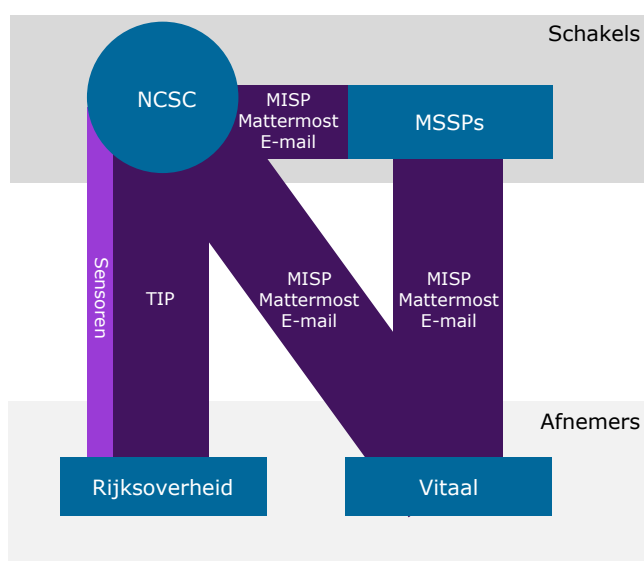 Schakels
NCSC
MISP
Mattermost
E-mail
MSSPs
Sensoren
TIP
MISP
Mattermost
E-mail
MISP
Mattermost
E-mail
Afnemers
Rijksoverheid
Vitaal